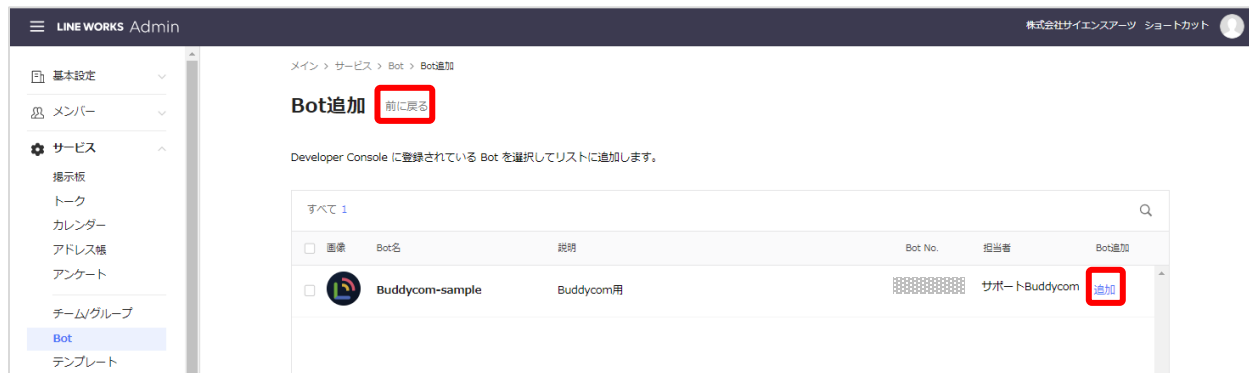 LINE WORKS Admin
株式会社サイエンスアーツ ショートカット
基本設定
メンバー
サービス
掲示板
トーク
カレンダー
アドレス帳
アンケート
チーム/グループ
Bot
テンプレート
メイン > サービス > Bot > Bot追加
Bot追加 前に戻る
Developer Console に登録されている Bot を選択してリストに追加します。
すべて 1
画像 Bot名 説明 Bot No. 担当者 Bot追加
Buddycom-sample Buddycom用 サポートBuddycom 追加